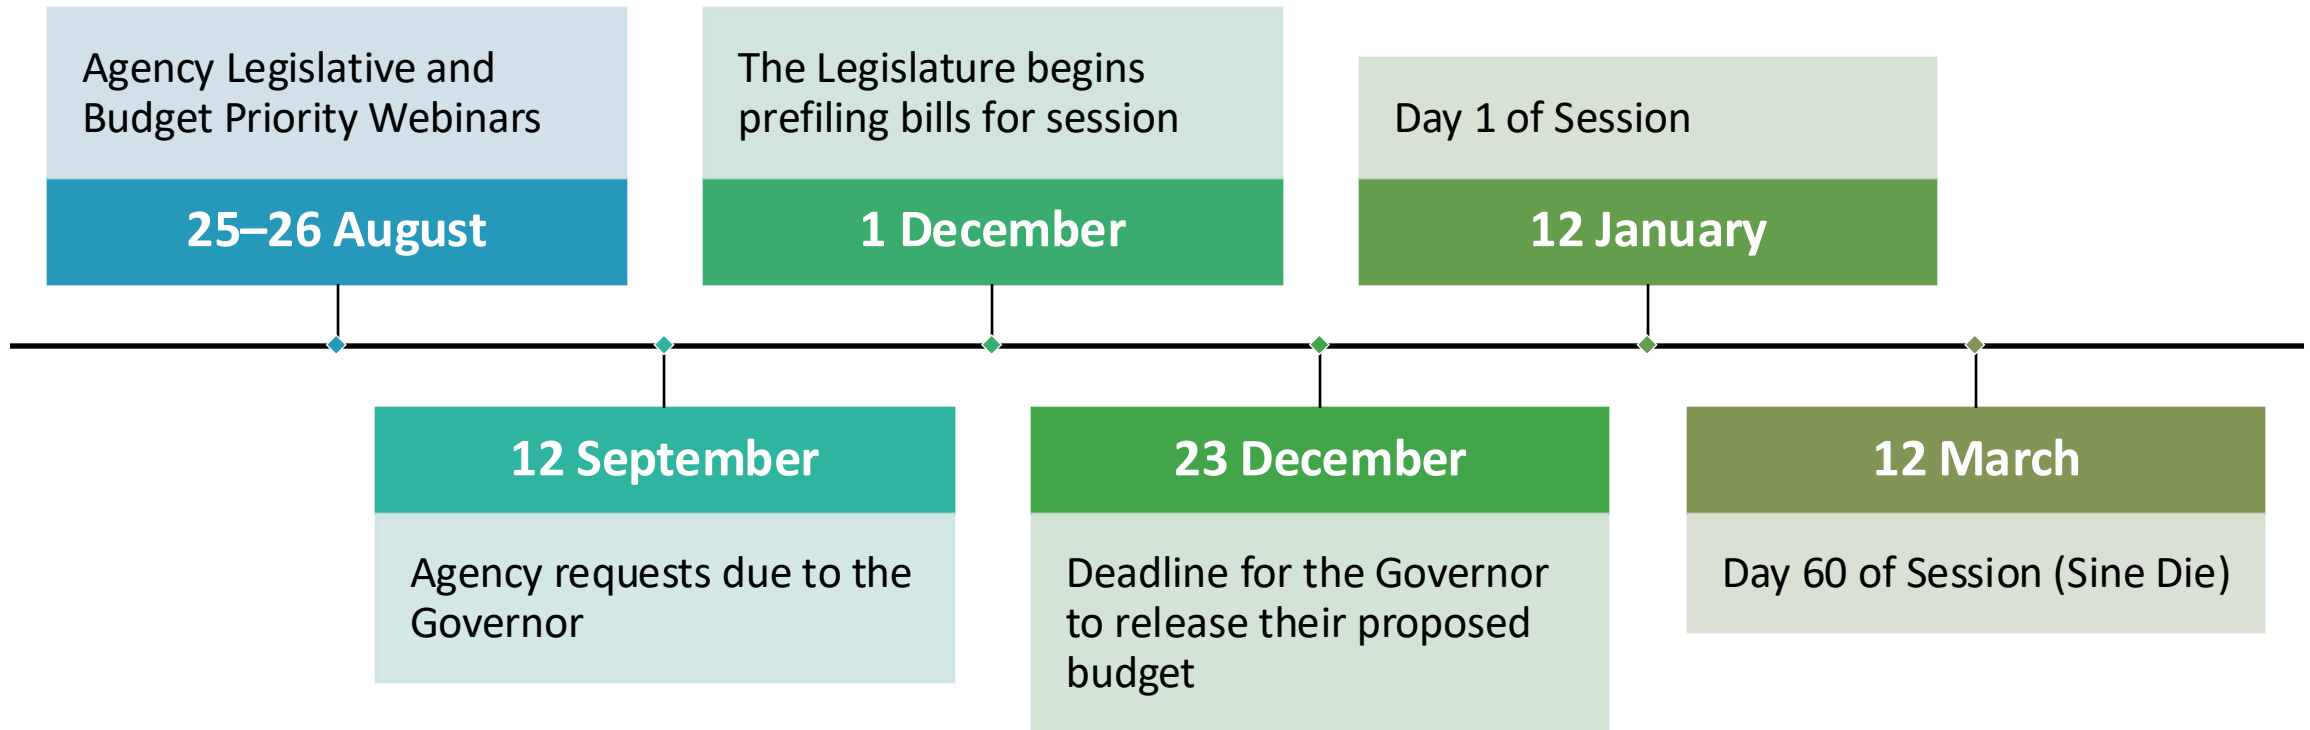 Agency Legislative and
Budget Priority Webinars
25–26 August
12 September
Agency requests due to the
Governor
The Legislature begins
prefiling bills for session
1 December
23 December
Deadline for the Governor
to release their proposed
budget
Day 1 of Session
12 January
12 March
Day 60 of Session (Sine Die)